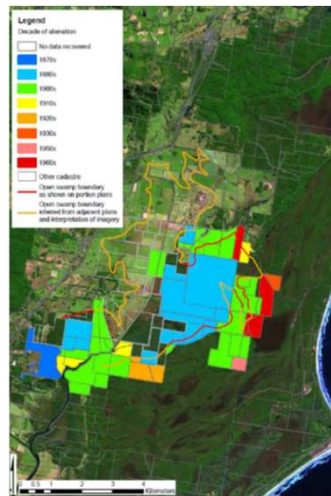 Legend
Decade of alienation
No data recovered
1870s
1880s
1900s
1910s
1920s
1930s
1950s
1960s
Other cadastre
Open swamp boundary
as shown on portion plans
Open swamp boundary
inferred from adjacent plans
and interpretation of imagery
0 0.5 1 2 3 4
Kilometers